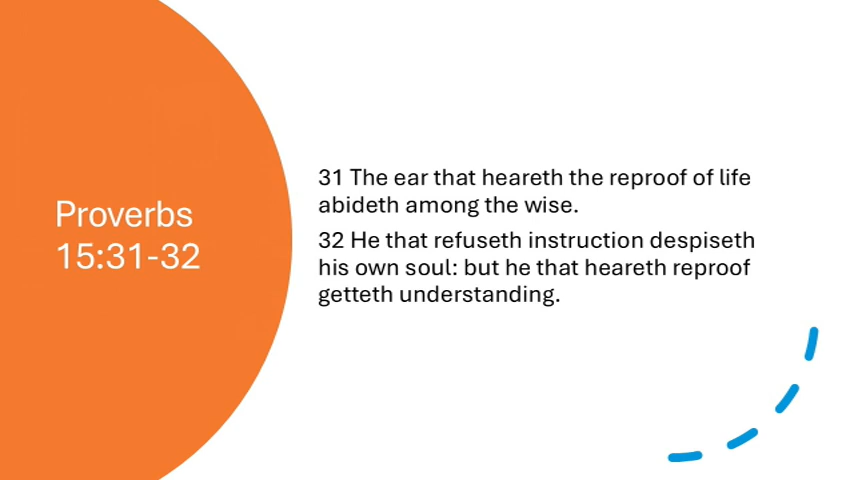 Proverbs
15:31-32
31 The ear that heareth the reproof of life
abideth among the wise.
32 He that refuseth instruction despiseth
his own soul: but he that heareth reproof
getteth understanding.